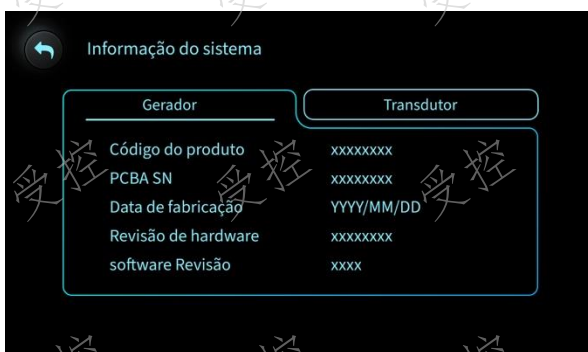 Informação do sistema
Gerador
Transdutor
Código do produto xxxxxxxx
PCBA SN xxxxxxxx
Data de fabricação YYYY/MM/DD
Revisão de hardware xxxxxxxx
software Revisão xxxx
受控
受控
受控